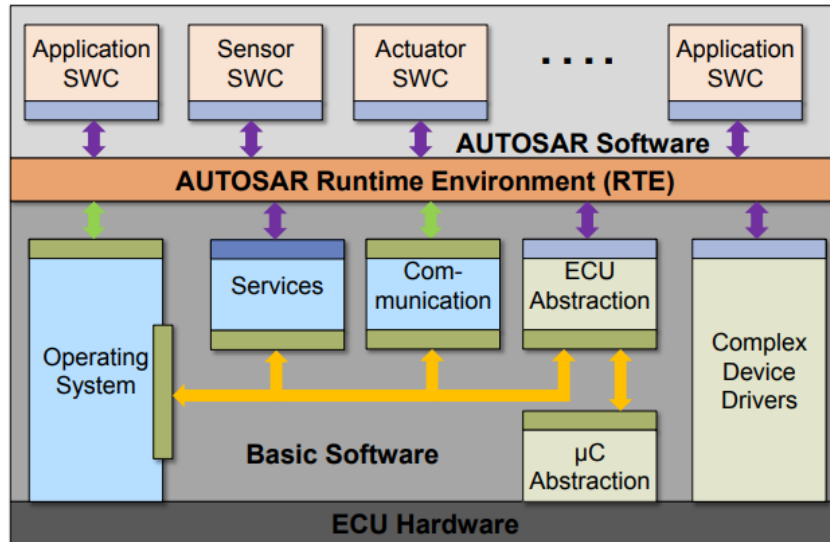 Application
SWC
Sensor
SWC
Actuator
SWC
. . . .
Application
SWC
AUTOSAR Software
AUTOSAR Runtime Environment (RTE)
Operating
System
Services
Com-
munication
ECU
Abstraction
Complex
Device
Drivers
Basic Software
µC
Abstraction
ECU Hardware